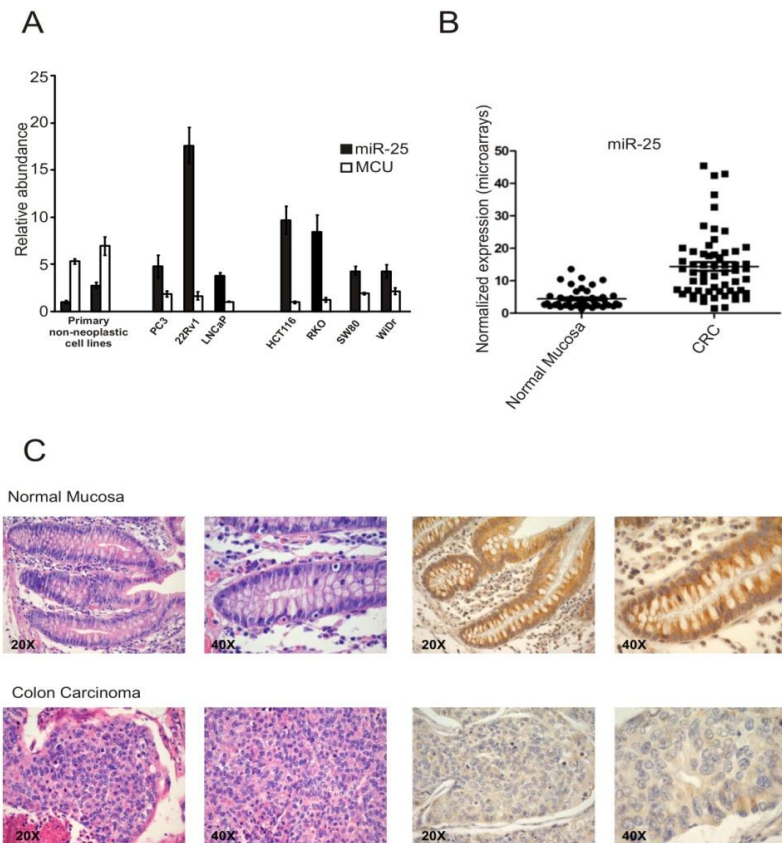 A
Relative abundance
25
20
15
10
5
0
miR-25
MCU
Primary
non-neoplastic
cell lines
PC3
22Rv1
LNCaP
HCT116
RKO
SW80
WiDr
B
miR-25
Normalized expression (microarrays)
50
40
30
20
10
0
Normal Mucosa
CRC
C
Normal Mucosa
20X
40X
20X
40X
Colon Carcinoma
20X
40X
20X
40X